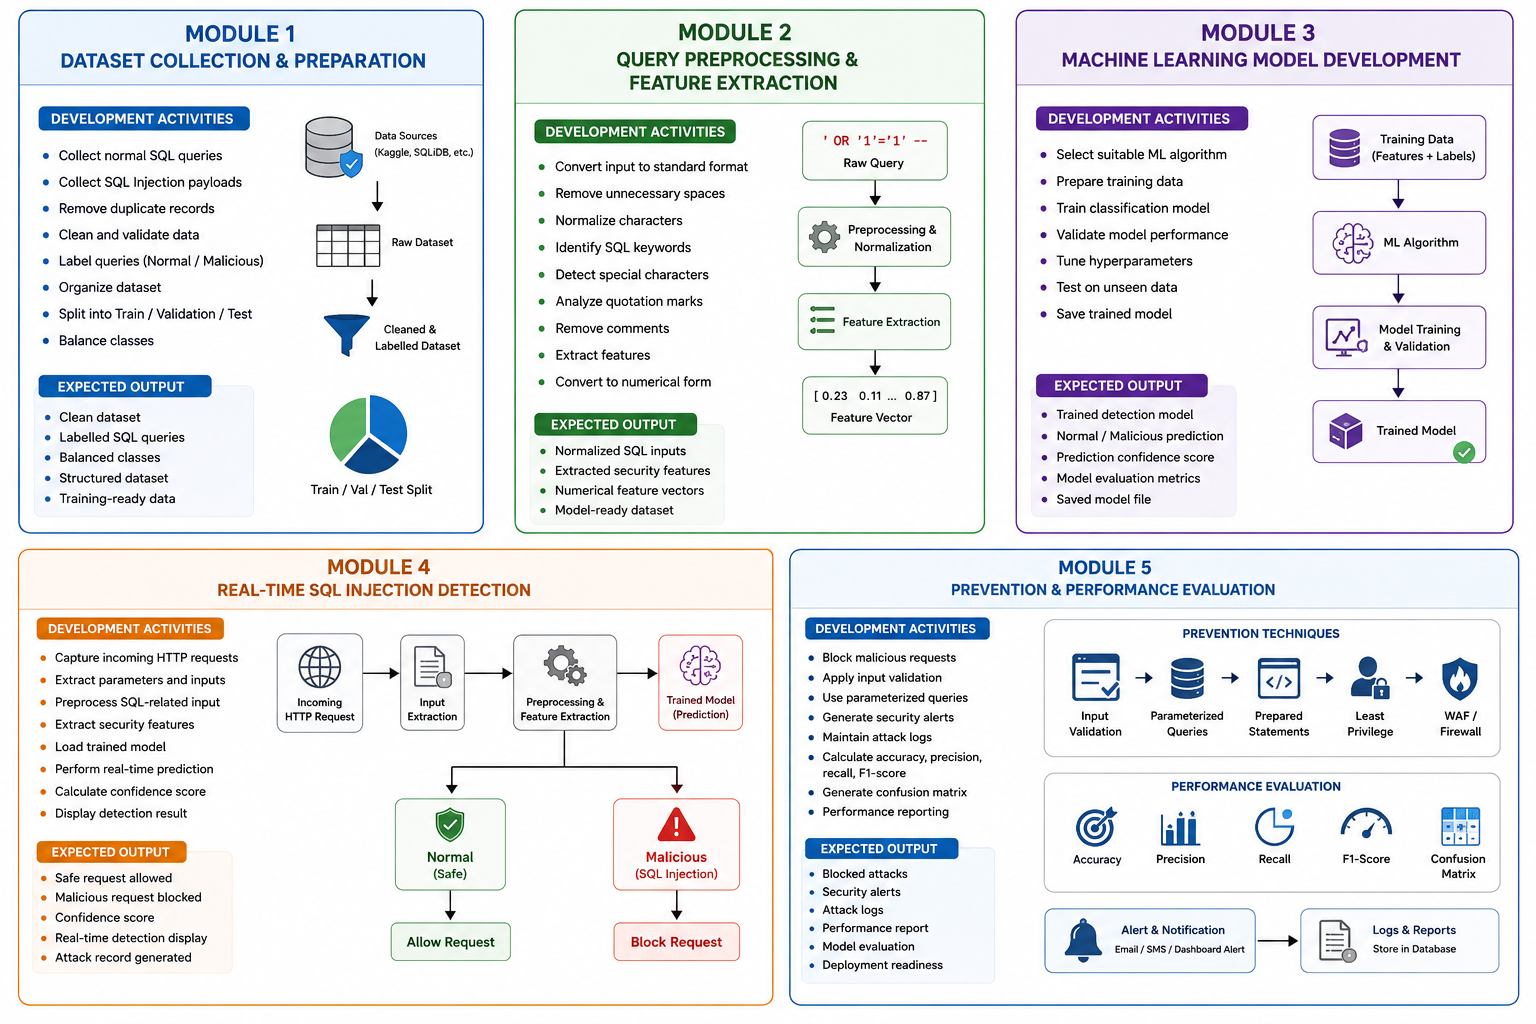 MODULE 1
DATASET COLLECTION & PREPARATION
DEVELOPMENT ACTIVITIES
• Collect normal SQL queries
• Collect SQL Injection payloads
• Remove duplicate records
• Clean and validate data
• Label queries (Normal / Malicious)
• Organize dataset
• Split into Train / Validation / Test
• Balance classes
EXPECTED OUTPUT
• Clean dataset
• Labelled SQL queries
• Balanced classes
• Structured dataset
• Training-ready data
Data Sources
(Kaggle, SQLiDB, etc.)
Raw Dataset
Cleaned &
Labelled Dataset
Train / Val / Test Split
MODULE 2
QUERY PREPROCESSING &
FEATURE EXTRACTION
DEVELOPMENT ACTIVITIES
• Convert input to standard format
• Remove unnecessary spaces
• Normalize characters
• Identify SQL keywords
• Detect special characters
• Analyze quotation marks
• Remove comments
• Extract features
• Convert to numerical form
EXPECTED OUTPUT
• Normalized SQL inputs
• Extracted security features
• Numerical feature vectors
• Model-ready dataset
' OR '1'='1' --
Raw Query
Preprocessing &
Normalization
Feature Extraction
[ 0.23 0.11 ... 0.87 ]
Feature Vector
MODULE 3
MACHINE LEARNING MODEL DEVELOPMENT
DEVELOPMENT ACTIVITIES
• Select suitable ML algorithm
• Prepare training data
• Train classification model
• Validate model performance
• Tune hyperparameters
• Test on unseen data
• Save trained model
EXPECTED OUTPUT
• Trained detection model
• Normal / Malicious prediction
• Prediction confidence score
• Model evaluation metrics
• Saved model file
Training Data
(Features + Labels)
ML Algorithm
Model Training
& Validation
Trained Model
MODULE 4
REAL-TIME SQL INJECTION DETECTION
DEVELOPMENT ACTIVITIES
• Capture incoming HTTP requests
• Extract parameters and inputs
• Preprocess SQL-related input
• Extract security features
• Load trained model
• Perform real-time prediction
• Calculate confidence score
• Display detection result
EXPECTED OUTPUT
• Safe request allowed
• Malicious request blocked
• Confidence score
• Real-time detection display
• Attack record generated
Incoming
HTTP Request
Input
Extraction
Preprocessing &
Feature Extraction
Trained Model
(Prediction)
Normal
(Safe)
Malicious
(SQL Injection)
Allow Request
Block Request
MODULE 5
PREVENTION & PERFORMANCE EVALUATION
DEVELOPMENT ACTIVITIES
• Block malicious requests
• Apply input validation
• Use parameterized queries
• Generate security alerts
• Maintain attack logs
• Calculate accuracy, precision,
recall, F1-score
• Generate confusion matrix
• Performance reporting
EXPECTED OUTPUT
• Blocked attacks
• Security alerts
• Attack logs
• Performance report
• Model evaluation
• Deployment readiness
PREVENTION TECHNIQUES
Input
Validation
Parameterized
Queries
Prepared
Statements
Least
Privilege
WAF /
Firewall
PERFORMANCE EVALUATION
Accuracy
Precision
Recall
F1-Score
Confusion
Matrix
Alert & Notification
Email / SMS / Dashboard Alert
Logs & Reports
Store in Database